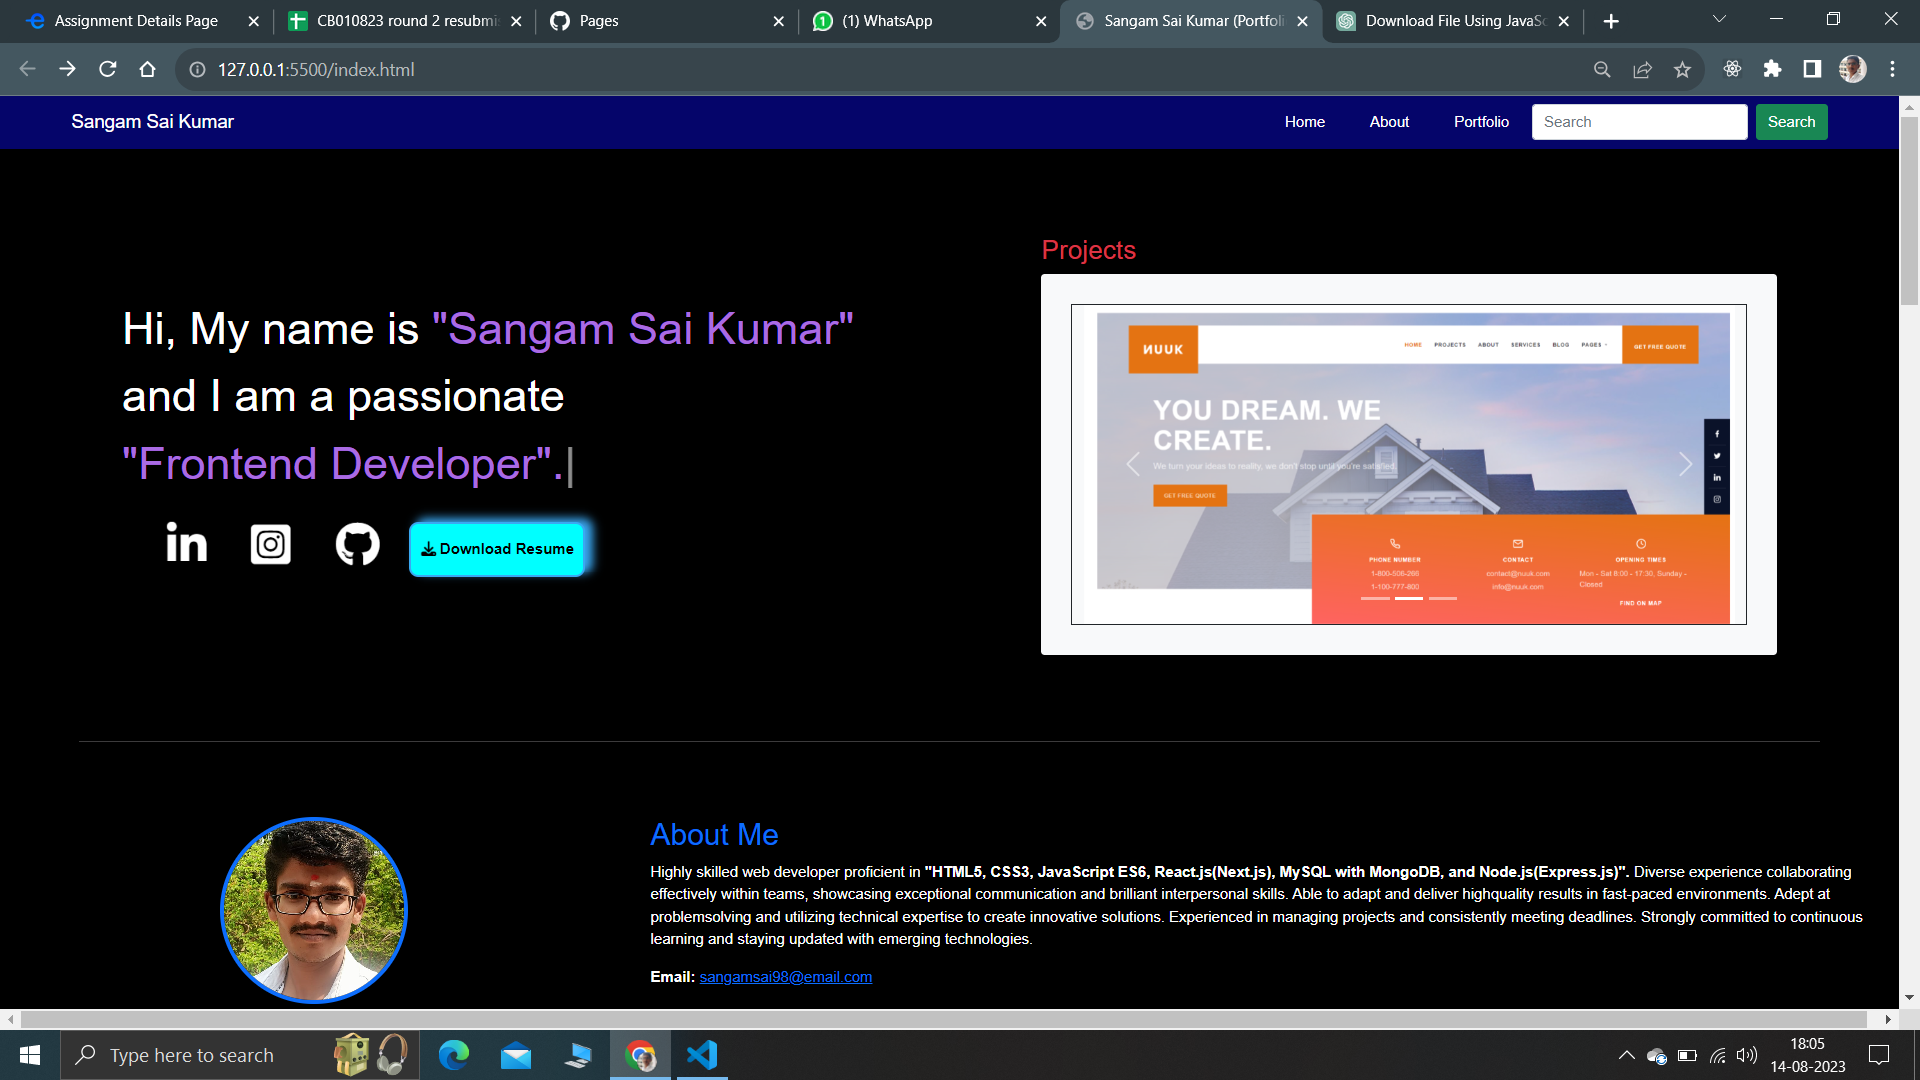 Assignment Details Page
CB010823 round 2 resubmi
Pages
(1) WhatsApp
Sangam Sai Kumar (Portfoli
Download File Using JavaSc
127.0.0.1:5500/index.html
Sangam Sai Kumar
Home
About
Portfolio
Search
Search
Hi, My name is "Sangam Sai Kumar"
and I am a passionate
"Frontend Developer".|
Download Resume
Projects
NUUK
HOME
PROJECTS
ABOUT
SERVICES
BLOG
PAGES
GET FREE QUOTE
YOU DREAM. WE
CREATE.
We turn your ideas to reality, we don't stop until you're satisfied.
GET FREE QUOTE
PHONE NUMBER
1-800-506-266
1-100-777-800
CONTACT
contact@nuuk.com
info@nuuk.com
OPENING TIMES
Mon - Sat 8:00 - 17:30, Sunday -
Closed
FIND ON MAP
About Me
Highly skilled web developer proficient in "HTML5, CSS3, JavaScript ES6, React.js(Next.js), MySQL with MongoDB, and Node.js(Express.js)". Diverse experience collaborating
effectively within teams, showcasing exceptional communication and brilliant interpersonal skills. Able to adapt and deliver highquality results in fast-paced environments. Adept at
problemsolving and utilizing technical expertise to create innovative solutions. Experienced in managing projects and consistently meeting deadlines. Strongly committed to continuous
learning and staying updated with emerging technologies.
Email: sangamsai98@email.com
Type here to search
18:05
14-08-2023